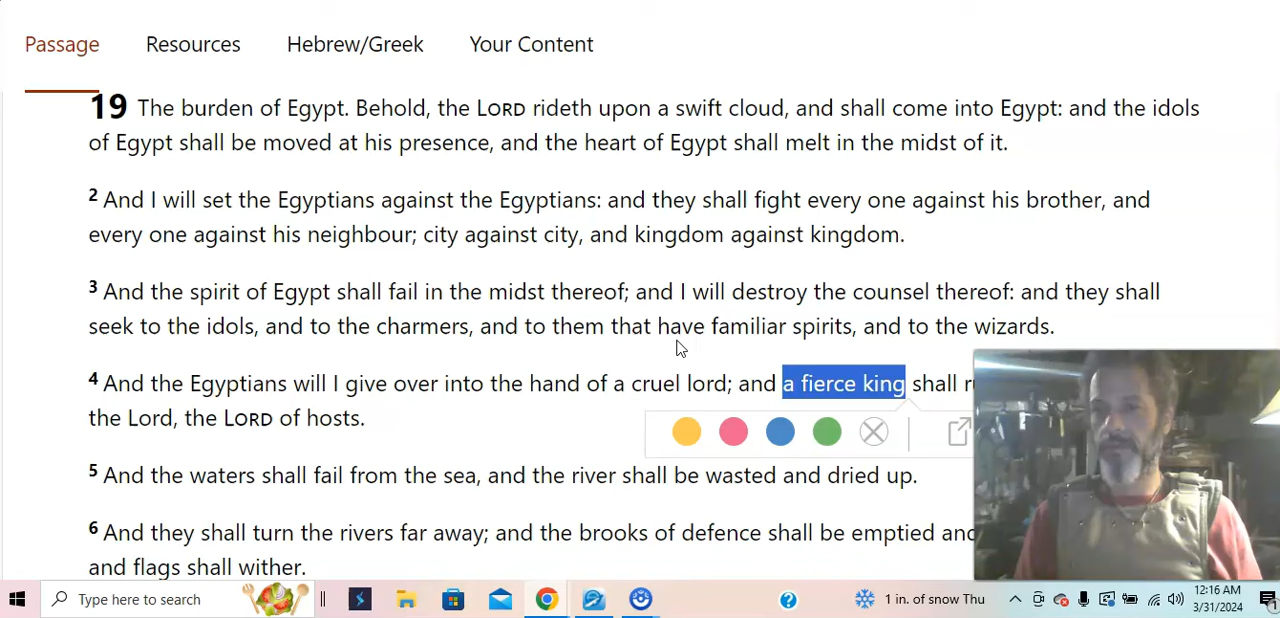 Passage Resources Hebrew/Greek Your Content
19 The burden of Egypt. Behold, the LORD rideth upon a swift cloud, and shall come into Egypt: and the idols
of Egypt shall be moved at his presence, and the heart of Egypt shall melt in the midst of it.
2 And I will set the Egyptians against the Egyptians: and they shall fight every one against his brother, and
every one against his neighbour; city against city, and kingdom against kingdom.
3 And the spirit of Egypt shall fail in the midst thereof; and I will destroy the counsel thereof: and they shall
seek to the idols, and to the charmers, and to them that have familiar spirits, and to the wizards.
4 And the Egyptians will I give over into the hand of a cruel lord; and a fierce king shall
the Lord, the LORD of hosts.
5 And the waters shall fail from the sea, and the river shall be wasted and dried up.
6 And they shall turn the rivers far away; and the brooks of defence shall be emptied and
and flags shall wither.
Type here to search 1 in. of snow Thu 12:16 AM
3/31/2024